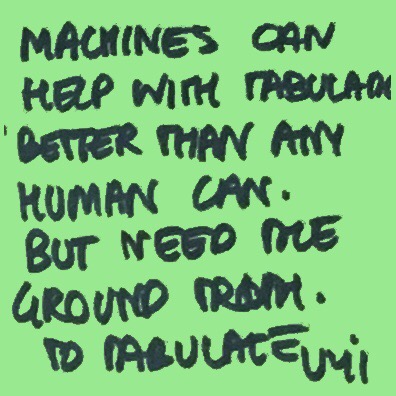 MACHINES CAN
HELP WITH
BETTER THAN ANY
HUMAN CAN.
BUT NEED THE
GROUND TRUTH.
TO TABULATE